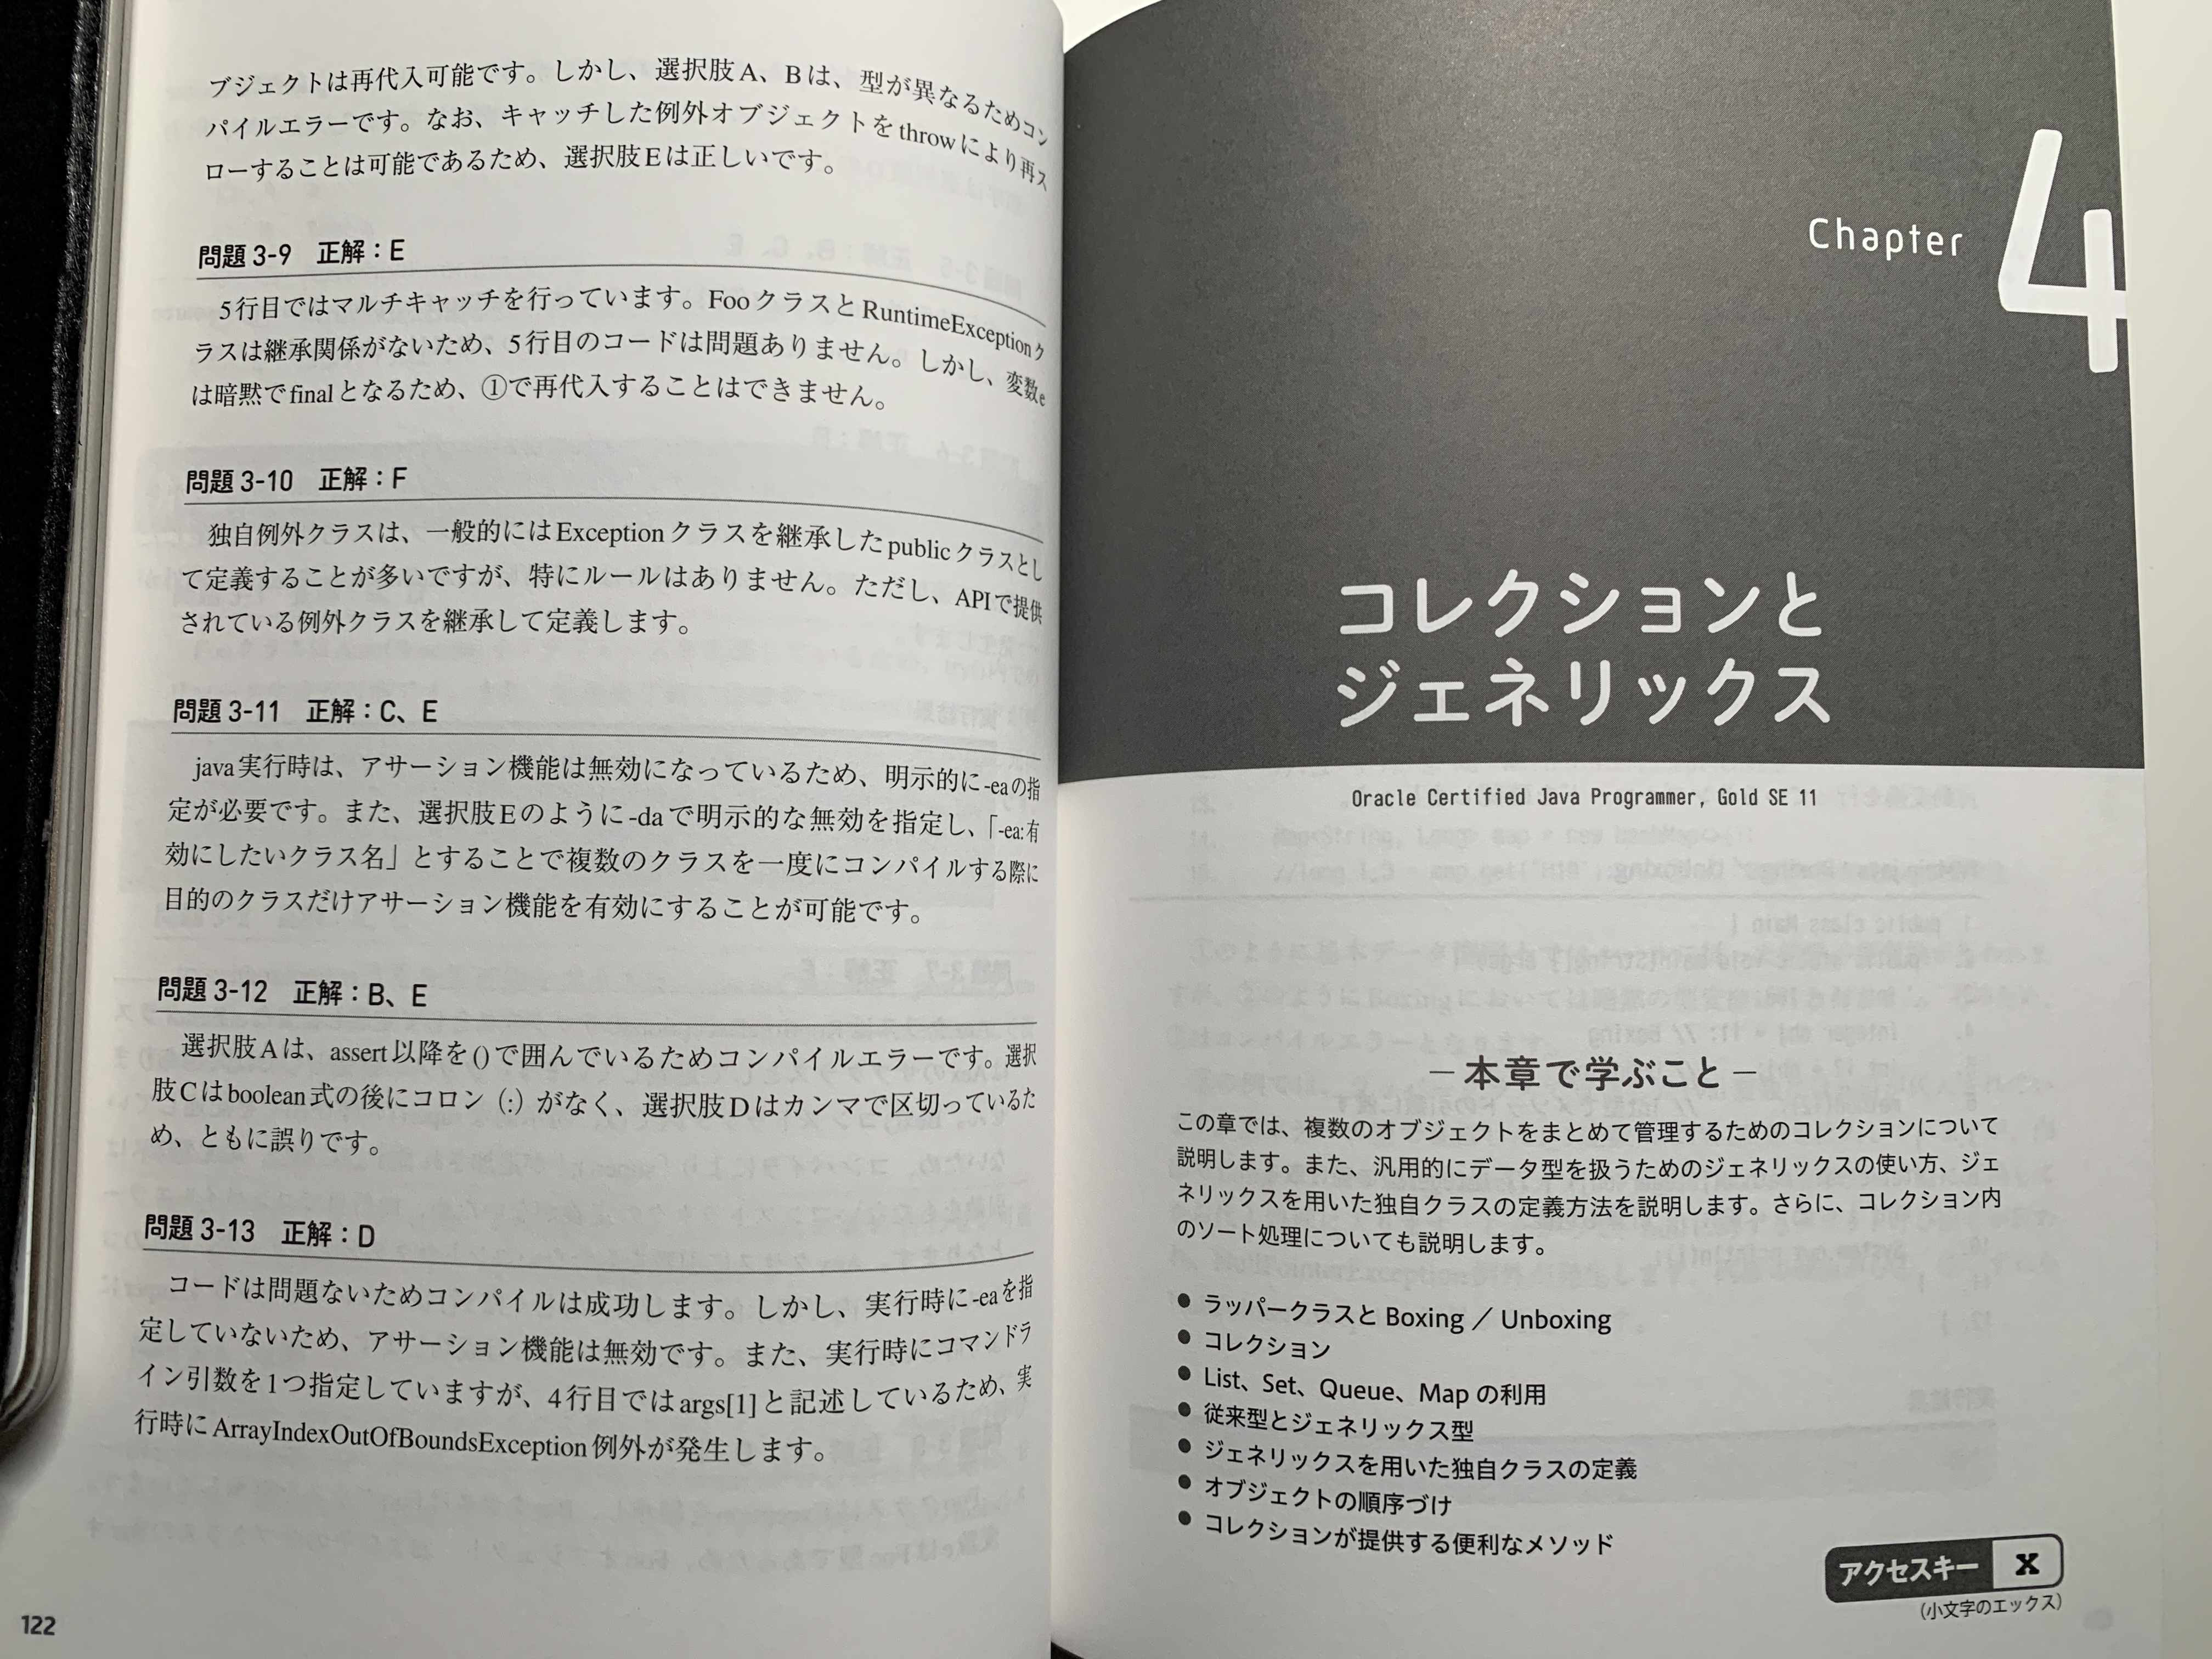 ブジェクトは再代入可能です。しかし、選択肢A、Bは、型が異なるためコン
パイルエラーです。なお、キャッチした例外オブジェクトをthrowにより再ス
ローすることは可能であるため、選択肢Eは正しいです。
問題3-9 正解：E
5行目ではマルチキャッチを行っています。FooクラスとRuntimeExceptionク
ラスは継承関係がないため、5行目のコードは問題ありません。しかし、変数e
は暗黙でfinalとなるため、①で再代入することはできません。
問題3-10 正解：F
独自例外クラスは、一般的にはExceptionクラスを継承したpublicクラスとし
て定義することが多いですが、特にルールはありません。ただし、APIで提供
されている例外クラスを継承して定義します。
問題3-11 正解：C、E
java実行時は、アサーション機能は無効になっているため、明示的に-eaの指
定が必要です。また、選択肢Eのように-daで明示的な無効を指定し、「-ea:有
効にしたいクラス名」とすることで複数のクラスを一度にコンパイルする際に
目的のクラスだけアサーション機能を有効にすることが可能です。
問題3-12 正解：B、E
選択肢Aは、assert以降を()で囲んでいるためコンパイルエラーです。選択
肢Cはboolean式の後にコロン（:）がなく、選択肢Dはカンマで区切っているた
め、ともに誤りです。
問題3-13 正解：D
コードは問題ないためコンパイルは成功します。しかし、実行時に-eaを指
定していないため、アサーション機能は無効です。また、実行時にコマンドラ
イン引数を1つ指定していますが、4行目ではargs[1]と記述しているため、実
行時にArrayIndexOutOfBoundsException例外が発生します。
122
Chapter 4
コレクションと
ジェネリックス
Oracle Certified Java Programmer, Gold SE 11
－本章で学ぶこと－
この章では、複数のオブジェクトをまとめて管理するためのコレクションについて
説明します。また、汎用的にデータ型を扱うためのジェネリックスの使い方、ジェ
ネリックスを用いた独自クラスの定義方法を説明します。さらに、コレクション内
のソート処理についても説明します。
● ラッパークラスと Boxing ／ Unboxing
● コレクション
● List、Set、Queue、Map の利用
● 従来型とジェネリックス型
● ジェネリックスを用いた独自クラスの定義
● オブジェクトの順序づけ
● コレクションが提供する便利なメソッド
アクセスキー x
（小文字のエックス）